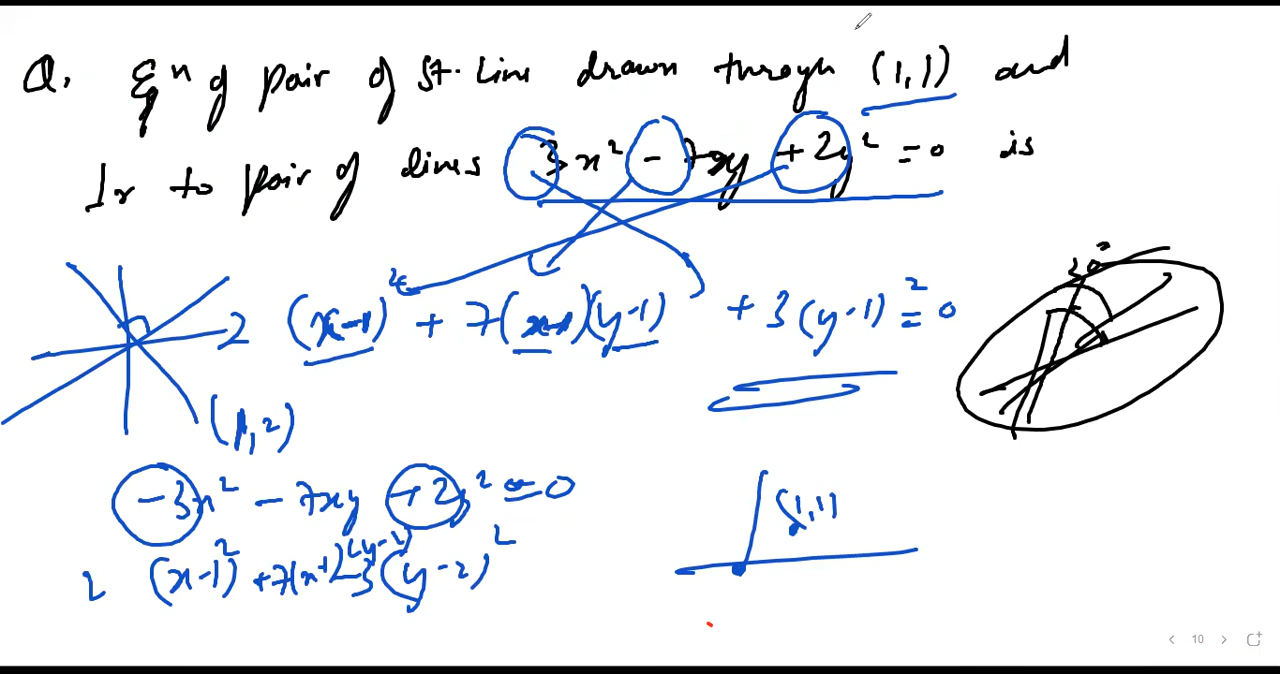 Q. Eqn of pair of St. Line drawn through (1,1) and
⊥r to pair of lines 3x² - 7xy + 2y² = 0 is
20°
2 (x-1)² + 7(x-1)(y-1) + 3(y-1)² = 0
(1,2)
-3x² - 7xy + 2y² = 0
(1,1)
2 (x-1)² + 7(x-1)(y-2) - 3(y-2)²
10